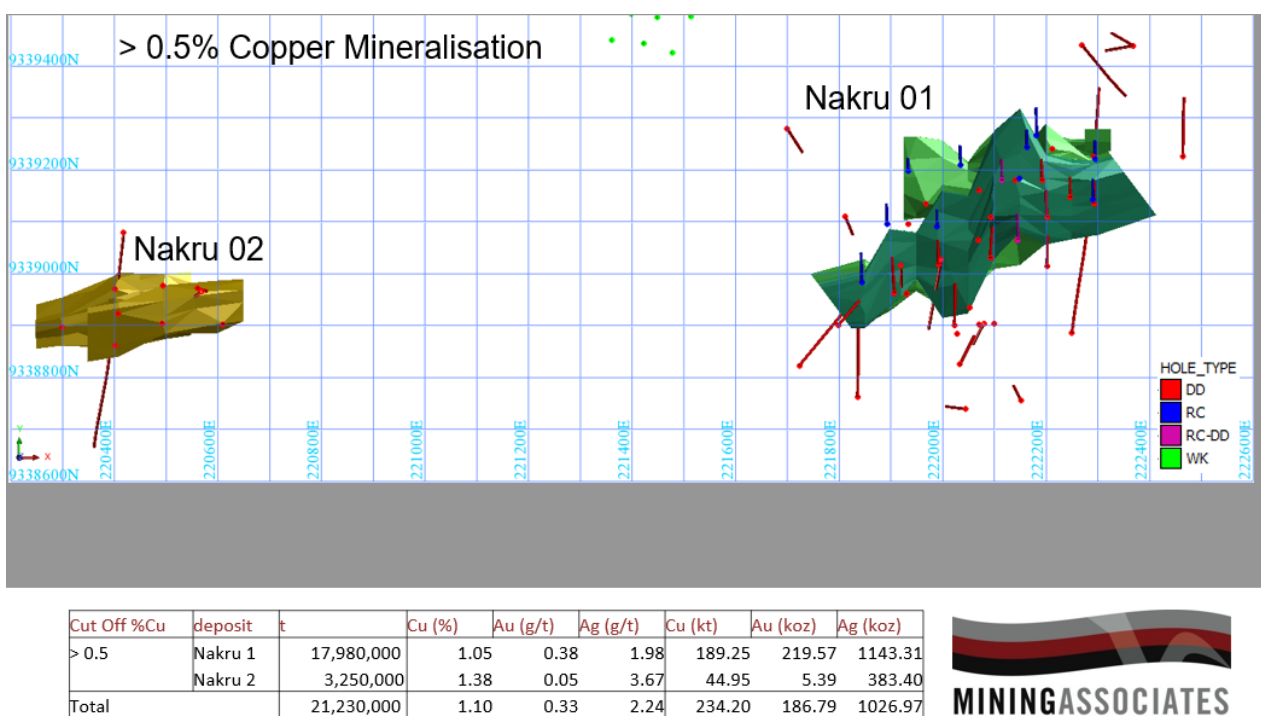 > 0.5% Copper Mineralisation
9339400N
Nakru 01
9339200N
Nakru 02
9339000N
9338800N
HOLE_TYPE
DD
RC
RC-DD
WK
Y
X
9338600N
220400E
220600E
220800E
221000E
221200E
221400E
221600E
221800E
222000E
222200E
222400E
222600E
Cut Off %Cu deposit t Cu (%) Au (g/t) Ag (g/t) Cu (kt) Au (koz) Ag (koz)
> 0.5 Nakru 1 17,980,000 1.05 0.38 1.98 189.25 219.57 1143.31
Nakru 2 3,250,000 1.38 0.05 3.67 44.95 5.39 383.40
Total 21,230,000 1.10 0.33 2.24 234.20 186.79 1026.97
MININGASSOCIATES